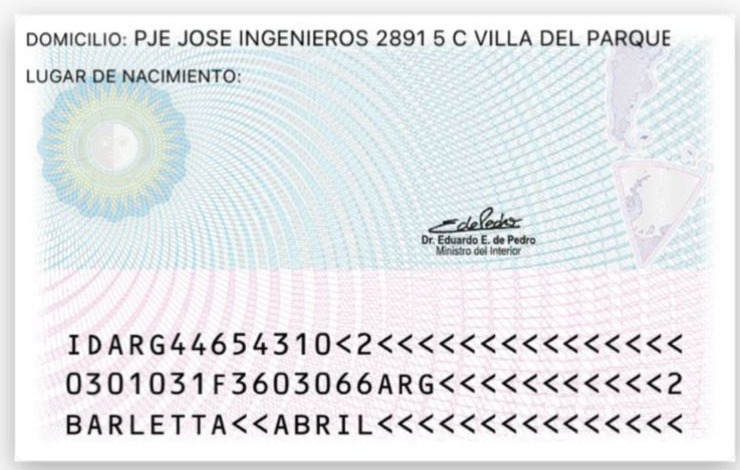 DOMICILIO: PJE JOSE INGENIEROS 2891 5 C VILLA DEL PARQUE
LUGAR DE NACIMIENTO:
EdePedro
Dr. Eduardo E. de Pedro
Ministro del Interior
IDARG44654310<2<<<<<<<<<<<<<<<
0301031F3603066ARG<<<<<<<<<<<2
BARLETTA<<ABRIL<<<<<<<<<<<<<<<